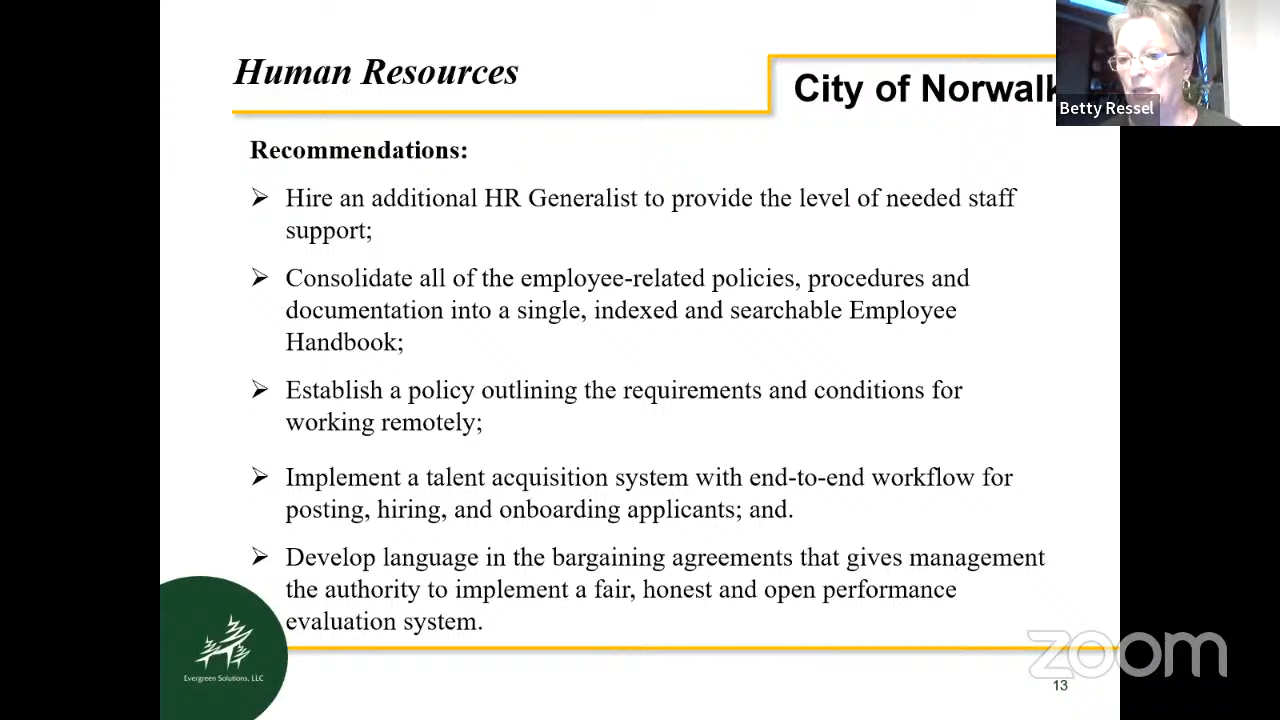 Human Resources
City of Norwalk
Betty Ressel
Recommendations:
➢ Hire an additional HR Generalist to provide the level of needed staff
support;
➢ Consolidate all of the employee-related policies, procedures and
documentation into a single, indexed and searchable Employee
Handbook;
➢ Establish a policy outlining the requirements and conditions for
working remotely;
➢ Implement a talent acquisition system with end-to-end workflow for
posting, hiring, and onboarding applicants; and.
➢ Develop language in the bargaining agreements that gives management
the authority to implement a fair, honest and open performance
evaluation system.
Evergreen Solutions, LLC
zoom
13